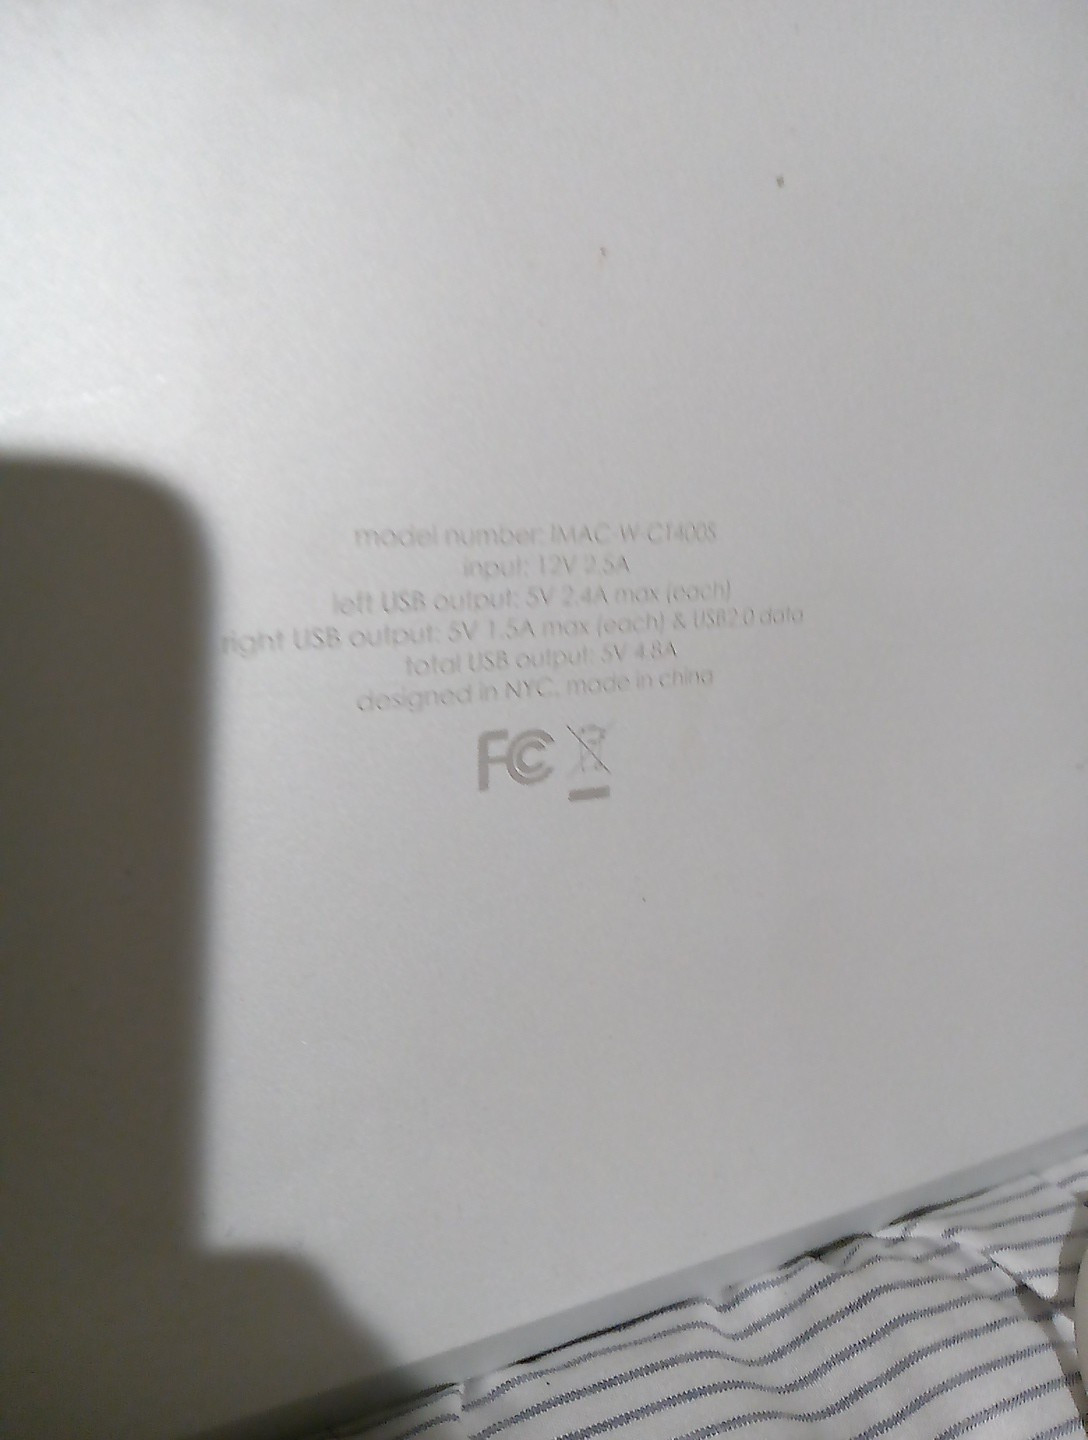 model number: IMAC-W-C1400S
input: 12V 2.5A
left USB output: 5V 2.4A max (each)
right USB output: 5V 1.5A max (each) & USB2.0 data
total USB output: 5V 4.8A
designed in NYC, made in china
FC